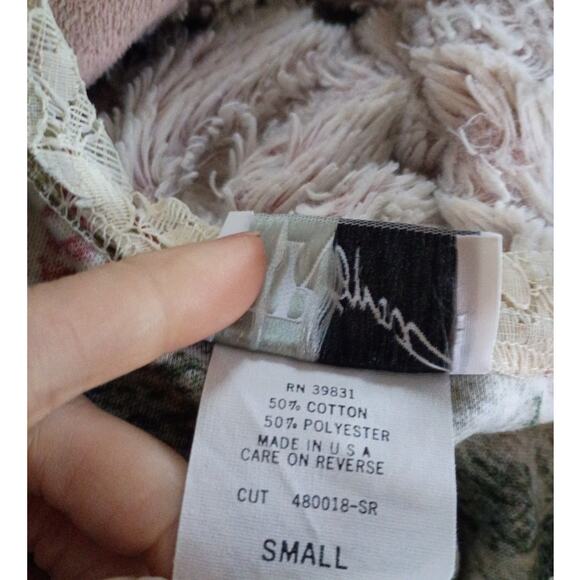 RN 39831
50% COTTON
50% POLYESTER
MADE IN U S A
CARE ON REVERSE
CUT 480018-SR
SMALL